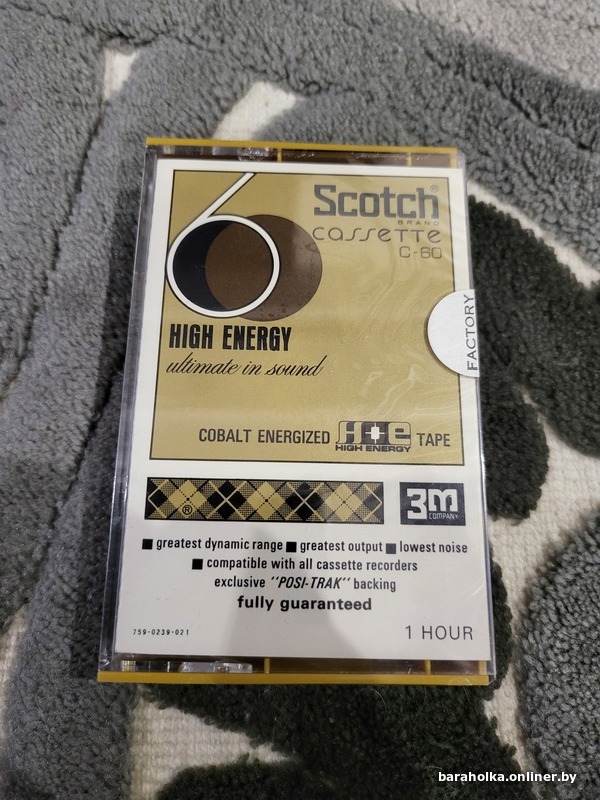 Scotch®
BRAND
cassette
C-60
60
HIGH ENERGY
ultimate in sound
FACTORY
COBALT ENERGIZED H+e TAPE
HIGH ENERGY
®
3M
COMPANY
■ greatest dynamic range ■ greatest output ■ lowest noise
■ compatible with all cassette recorders
exclusive "POSI-TRAK" backing
fully guaranteed
759-0239-021
1 HOUR
baraholka.onliner.by